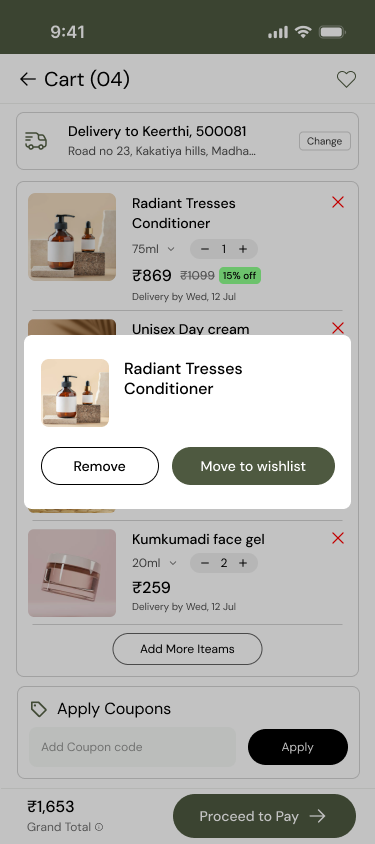 9:41
Cart (04)
Delivery to Keerthi, 500081
Road no 23, Kakatiya hills, Madha...
Change
Radiant Tresses
Conditioner
75ml
1
₹869 ₹1099 15% off
Delivery by Wed, 12 Jul
Unisex Day cream
Radiant Tresses
Conditioner
Remove
Move to wishlist
Kumkumadi face gel
20ml
2
₹259
Delivery by Wed, 12 Jul
Add More Iteams
Apply Coupons
Add Coupon code
Apply
₹1,653
Grand Total
Proceed to Pay